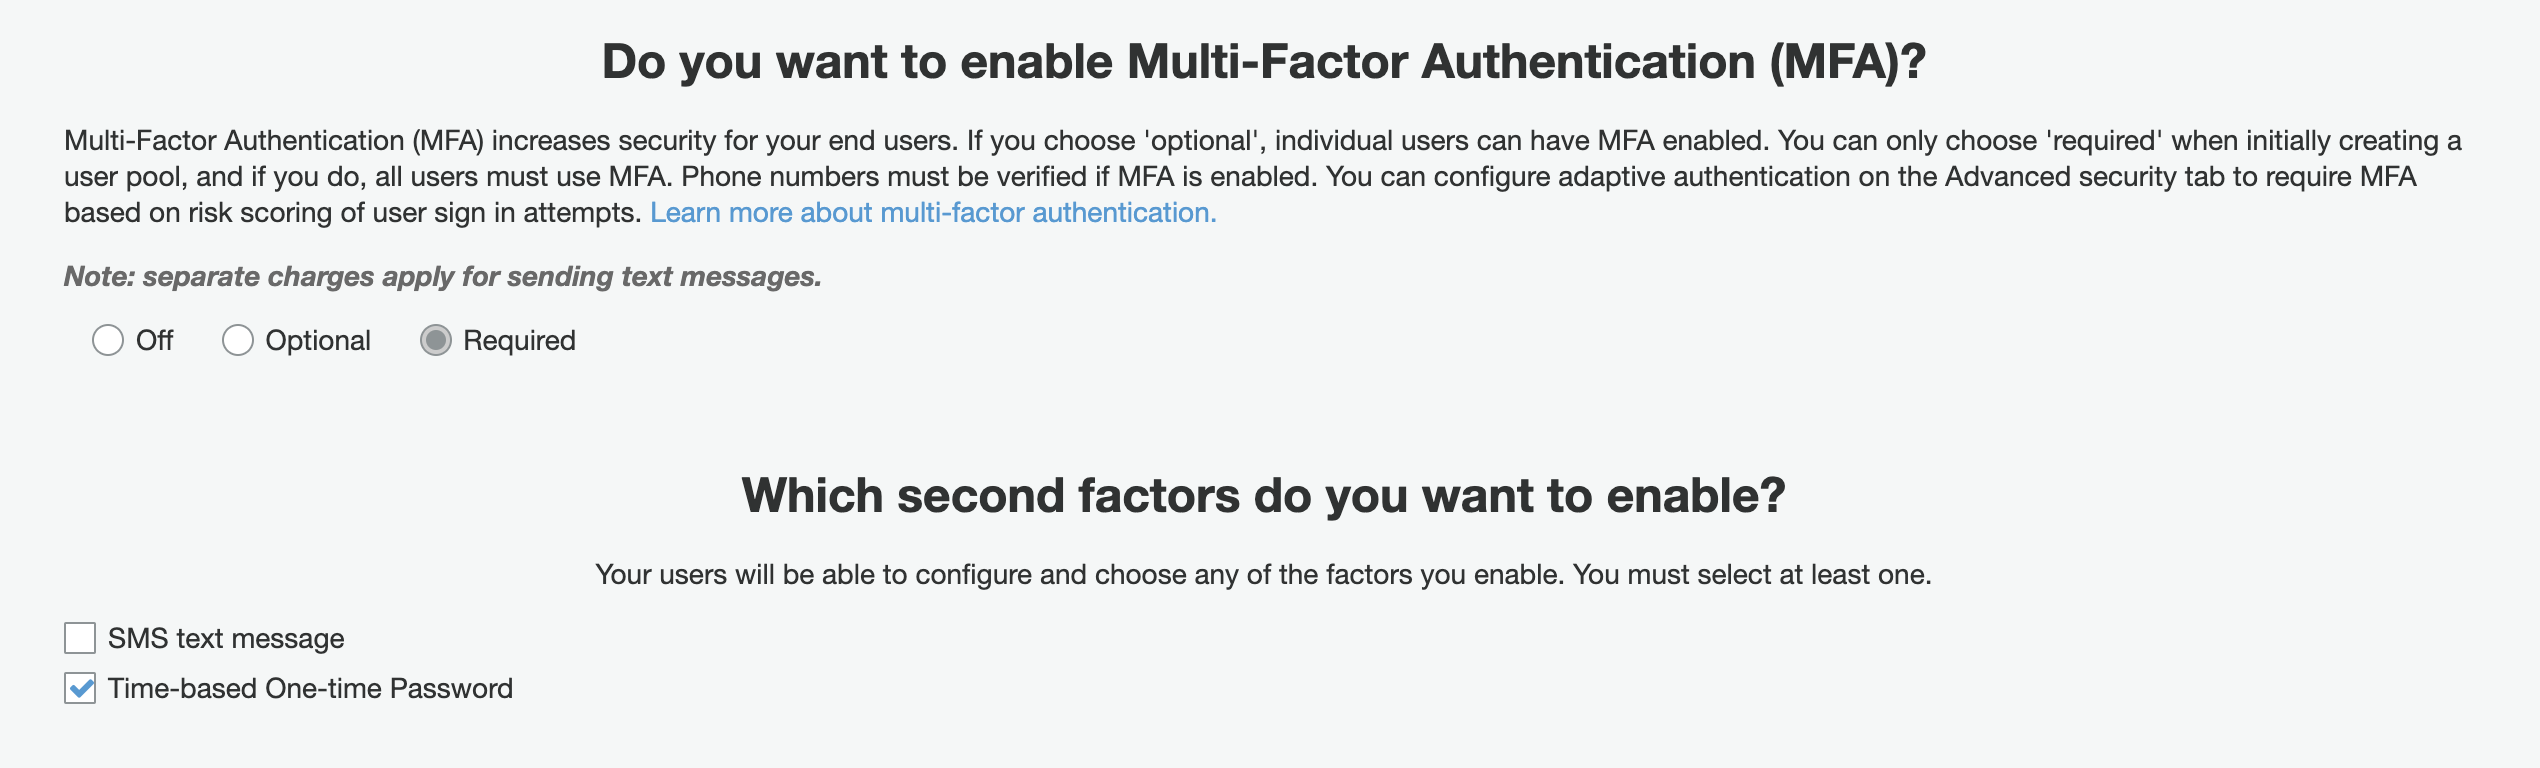 Do you want to enable Multi-Factor Authentication (MFA)?
Multi-Factor Authentication (MFA) increases security for your end users. If you choose 'optional', individual users can have MFA enabled. You can only choose 'required' when initially creating a
user pool, and if you do, all users must use MFA. Phone numbers must be verified if MFA is enabled. You can configure adaptive authentication on the Advanced security tab to require MFA
based on risk scoring of user sign in attempts. Learn more about multi-factor authentication.
Note: separate charges apply for sending text messages.
Off Optional Required
Which second factors do you want to enable?
Your users will be able to configure and choose any of the factors you enable. You must select at least one.
SMS text message
Time-based One-time Password